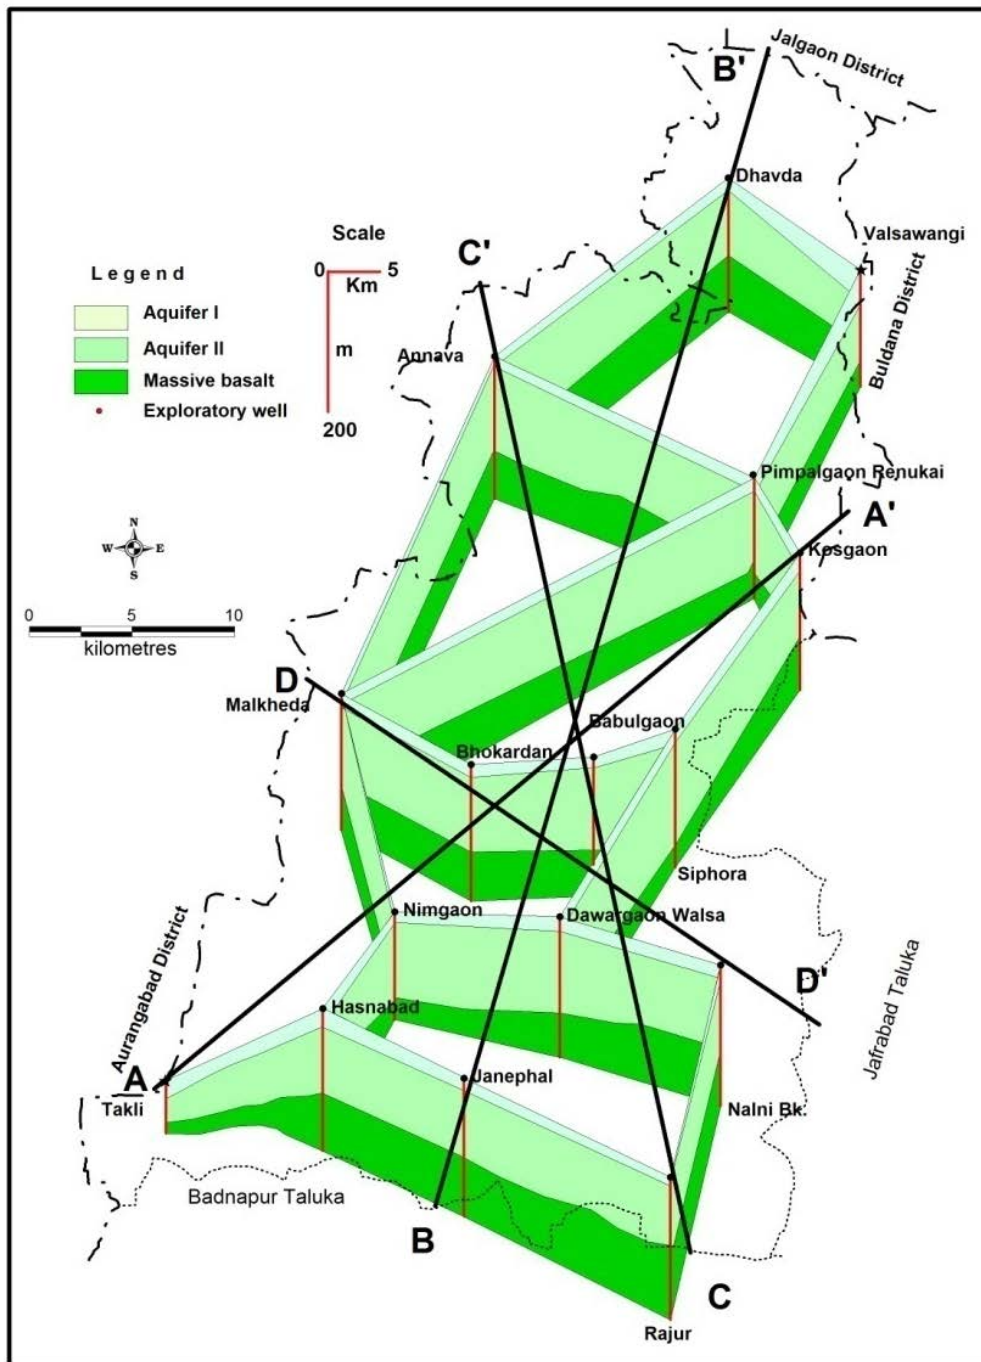 Jalgaon District
B'
Dhavda
Valsawangi
Scale
0 5
Km
m
200
C'
Legend
Aquifer I
Aquifer II
Massive basalt
Exploratory well
Annava
Buldana District
Pimpalgaon Renukai
A'
Kosgaon
N
W E
S
0 5 10
kilometres
D
Malkheda
Babulgaon
Bhokardan
Siphora
Nimgaon
Dawargaon Walsa
D'
Aurangabad District
Hasnabad
Jafrabad Taluka
A
Takli
Janephal
Nalni Bk.
Badnapur Taluka
B
C
Rajur